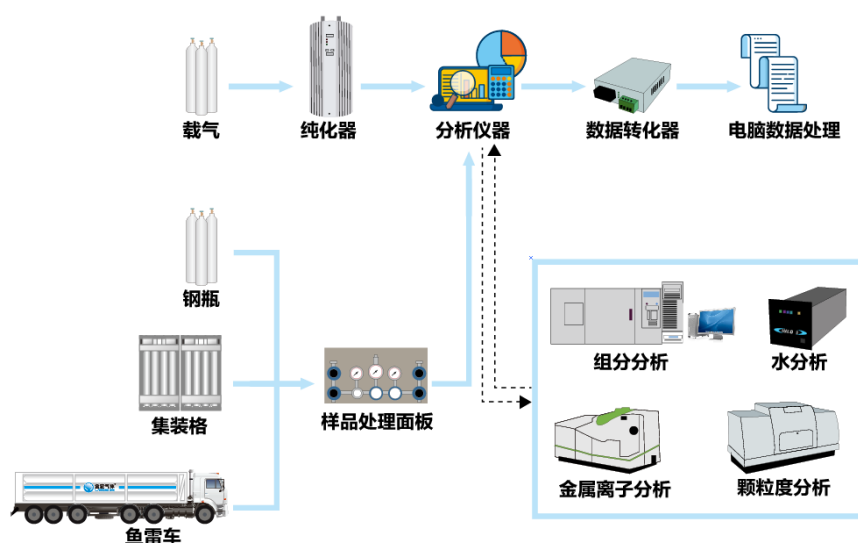 载气
纯化器
分析仪器
数据转化器
电脑数据处理
钢瓶
集装格
样品处理面板
鱼雷车
组分分析
水分析
金属离子分析
颗粒度分析